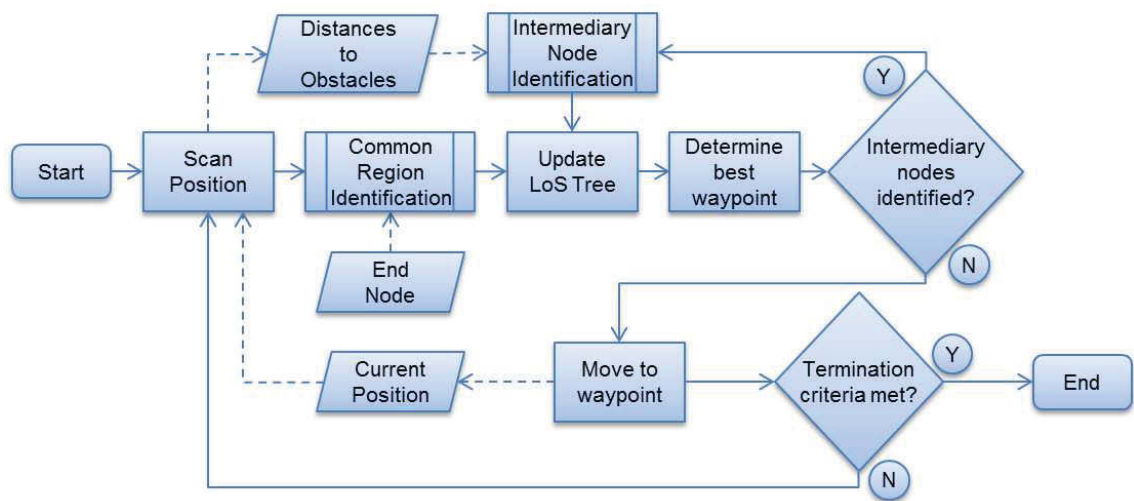 Distances
to
Obstacles
Intermediary
Node
Identification
Y
Start
Scan
Position
Common
Region
Identification
Update
LoS Tree
Determine
best
waypoint
Intermediary
nodes
identified?
N
End
Node
Current
Position
Move to
waypoint
Termination
criteria met?
Y
End
N